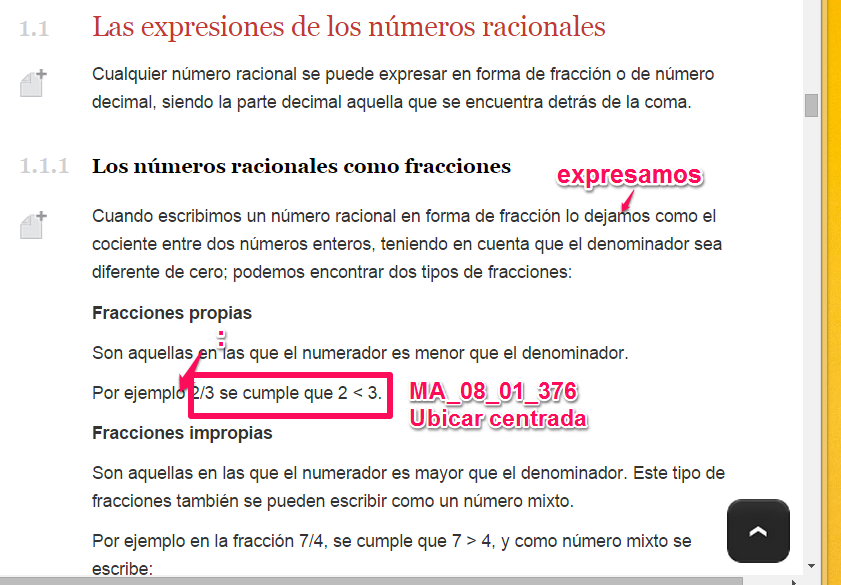 1.1 Las expresiones de los números racionales
Cualquier número racional se puede expresar en forma de fracción o de número
decimal, siendo la parte decimal aquella que se encuentra detrás de la coma.
1.1.1 Los números racionales como fracciones
expresamos
Cuando escribimos un número racional en forma de fracción lo dejamos como el
cociente entre dos números enteros, teniendo en cuenta que el denominador sea
diferente de cero; podemos encontrar dos tipos de fracciones:
Fracciones propias
:
Son aquellas en las que el numerador es menor que el denominador.
Por ejemplo 2/3 se cumple que 2 < 3.
MA_08_01_376
Ubicar centrada
Fracciones impropias
Son aquellas en las que el numerador es mayor que el denominador. Este tipo de
fracciones también se pueden escribir como un número mixto.
Por ejemplo en la fracción 7/4, se cumple que 7 > 4, y como número mixto se
escribe: